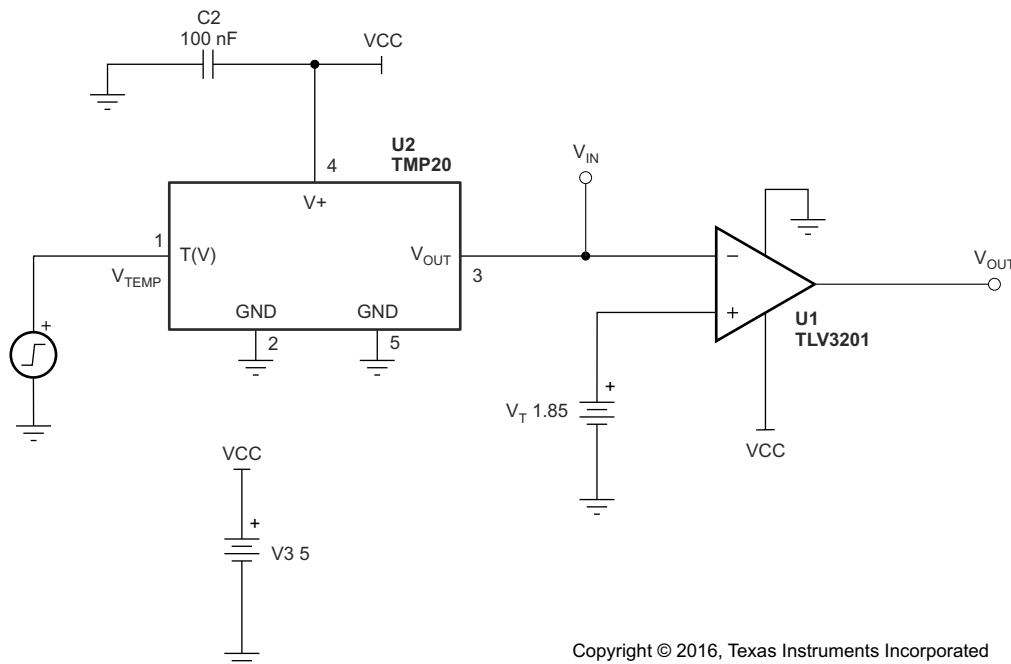 C2
100 nF
VCC
U2
TMP20
4
V+
VIN
1
T(V)
VTEMP
VOUT
3
GND
GND
2
5
+
−
+
U1
TLV3201
VOUT
+
VT 1.85
VCC
VCC
+
V3 5
Copyright © 2016, Texas Instruments Incorporated